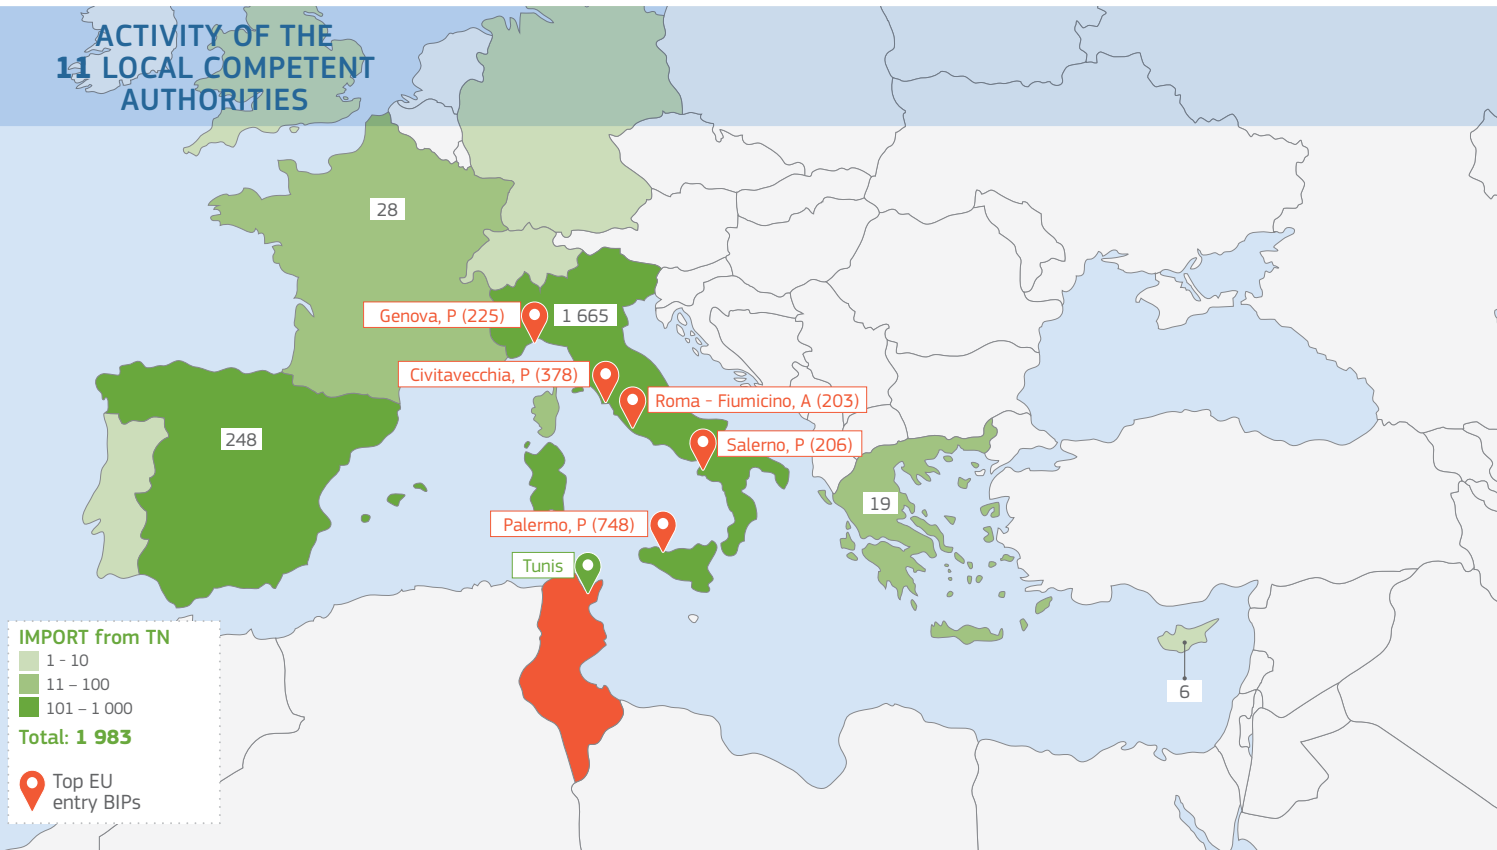 ACTIVITY OF THE
11 LOCAL COMPETENT
AUTHORITIES
28
Genova, P (225)
1 665
Civitavecchia, P (378)
Roma - Fiumicino, A (203)
248
Salerno, P (206)
19
Palermo, P (748)
Tunis
6
IMPORT from TN
1 - 10
11 – 100
101 – 1 000
Total: 1 983
Top EU
entry BIPs